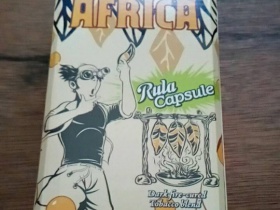 AFRICA
Rula
Capsule
Dark fire-cured
Tobacco blend